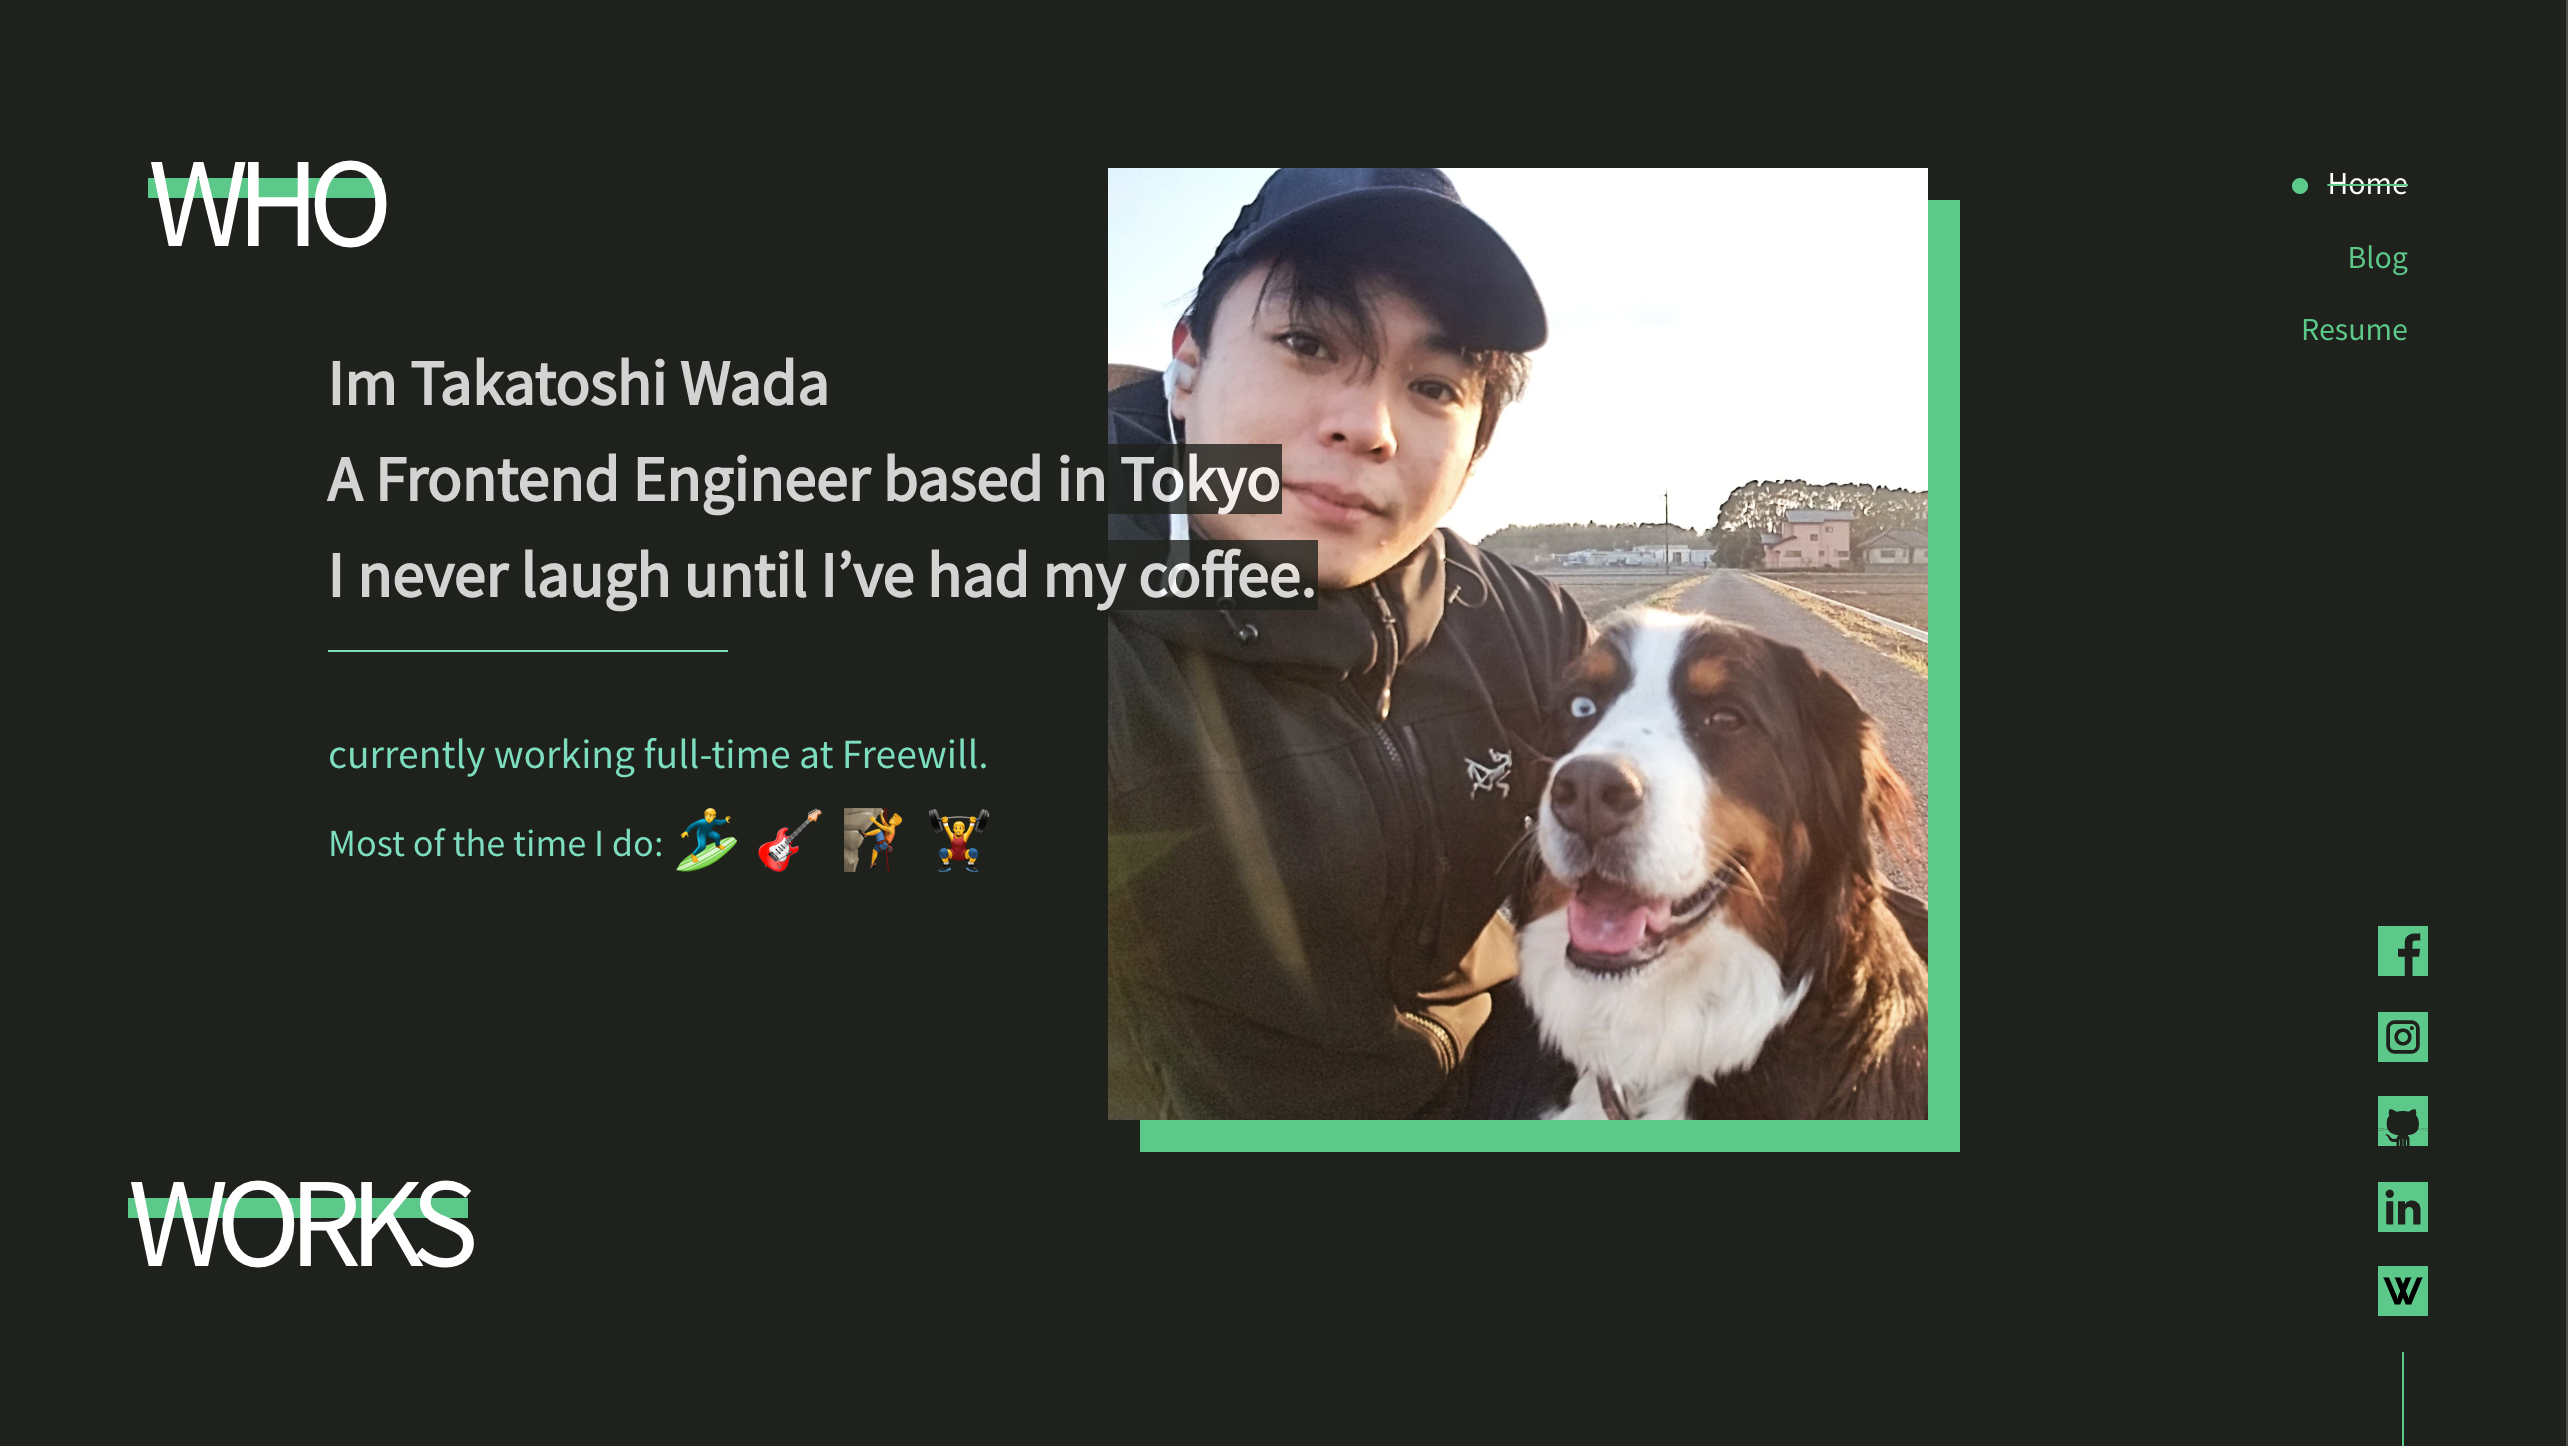 WHO
Home
Blog
Resume
Im Takatoshi Wada
A Frontend Engineer based in Tokyo
I never laugh until I’ve had my coffee.
currently working full-time at Freewill.
Most of the time I do:
WORKS